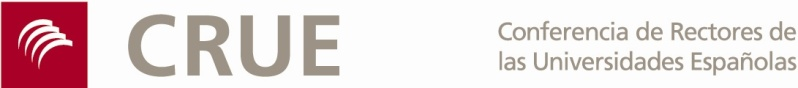 CRUE
Conferencia de Rectores de
las Universidades Españolas